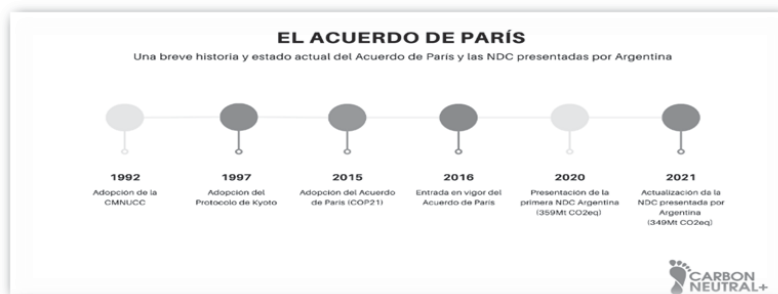 EL ACUERDO DE PARÍS
Una breve historia y estado actual del Acuerdo de París y las NDC presentadas por Argentina
1992
Adopción de la
CMNUCC
1997
Adopción del
Protocolo de Kyoto
2015
Adopción del Acuerdo
de París (COP21)
2016
Entrada en vigor del
Acuerdo de París
2020
Presentación de la
primera NDC Argentina
(359Mt CO2eq)
2021
Actualización da la
NDC presentada por
Argentina
(349Mt CO2eq)
CARBON
NEUTRAL+